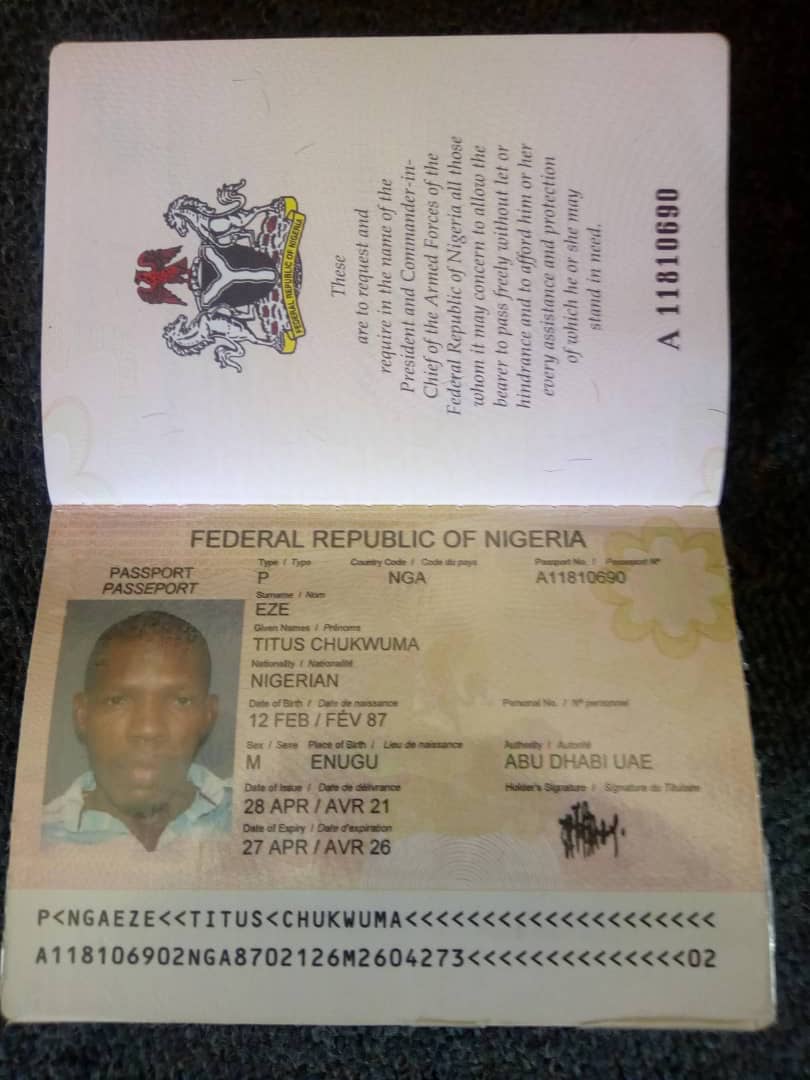 FEDERAL REPUBLIC OF NIGERIA
These
are to request and
require in the name of the
President and Commander-in-
Chief of the Armed Forces of the
Federal Republic of Nigeria all those
whom it may concern to allow the
bearer to pass freely without let or
hindrance and to afford him or her
every assistance and protection
of which he or she may
stand in need.
A 11810690
FEDERAL REPUBLIC OF NIGERIA
PASSPORT
PASSEPORT
Type / Type Country Code / Code du pays Passport No. / Passeport N°
P NGA A11810690
Surname / Nom
EZE
Given Names / Prénoms
TITUS CHUKWUMA
Nationality / Nationalité
NIGERIAN
Date of Birth / Date de naissance Personal No. / N° personnel
12 FEB / FÉV 87
Sex / Sexe Place of Birth / Lieu de naissance Authority / Autorité
M ENUGU ABU DHABI UAE
Date of Issue / Date de délivrance Holder's Signature / Signature du Titulaire
28 APR / AVR 21
Date of Expiry / Date d'expiration
27 APR / AVR 26
P<NGAEZE<<TITUS<CHUKWUMA<<<<<<<<<<<<<<<<<<<<
A118106902NGA8702126M2604273<<<<<<<<<<<<<<02